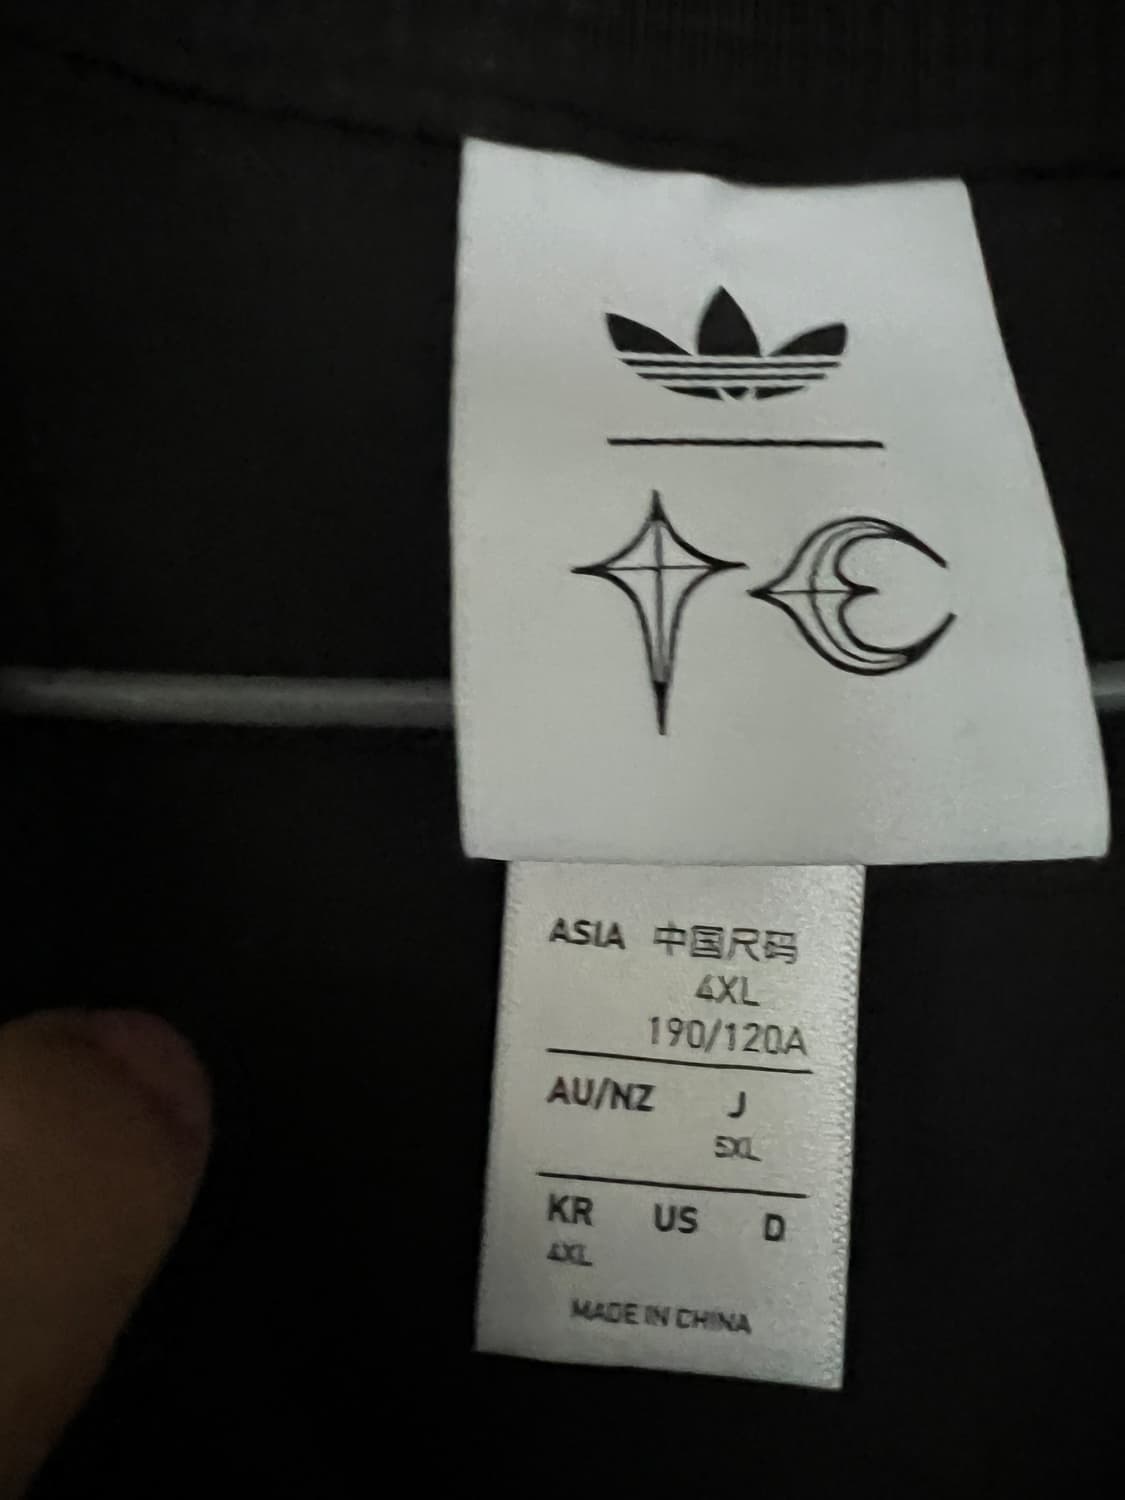 ASIA 中国尺码
4XL
190/120A
AU/NZ J
5XL
KR US D
4XL
MADE IN CHINA